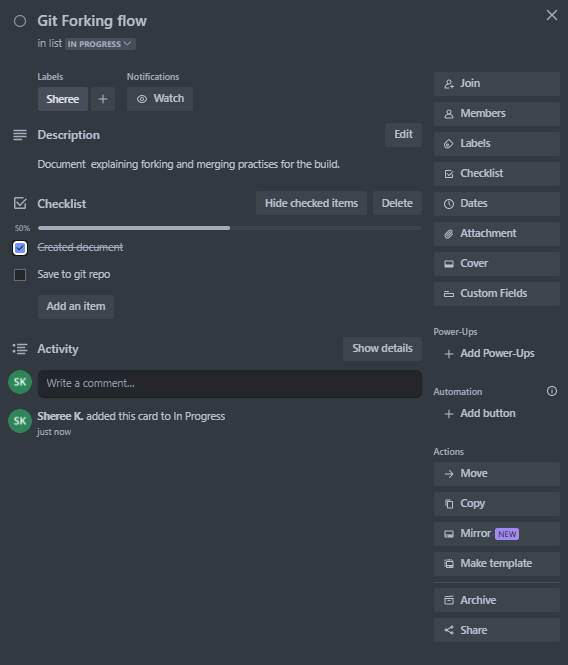 Git Forking flow
in list IN PROGRESS
Labels
Notifications
Sheree
Watch
Description
Edit
Document explaining forking and merging practises for the build.
Checklist
Hide checked items
Delete
50%
Created document
Save to git repo
Add an item
Activity
Show details
SK
Write a comment...
SK
Sheree K. added this card to In Progress
just now
Join
Members
Labels
Checklist
Dates
Attachment
Cover
Custom Fields
Power-Ups
+ Add Power-Ups
Automation
+ Add button
Actions
Move
Copy
Mirror NEW
Make template
Archive
Share